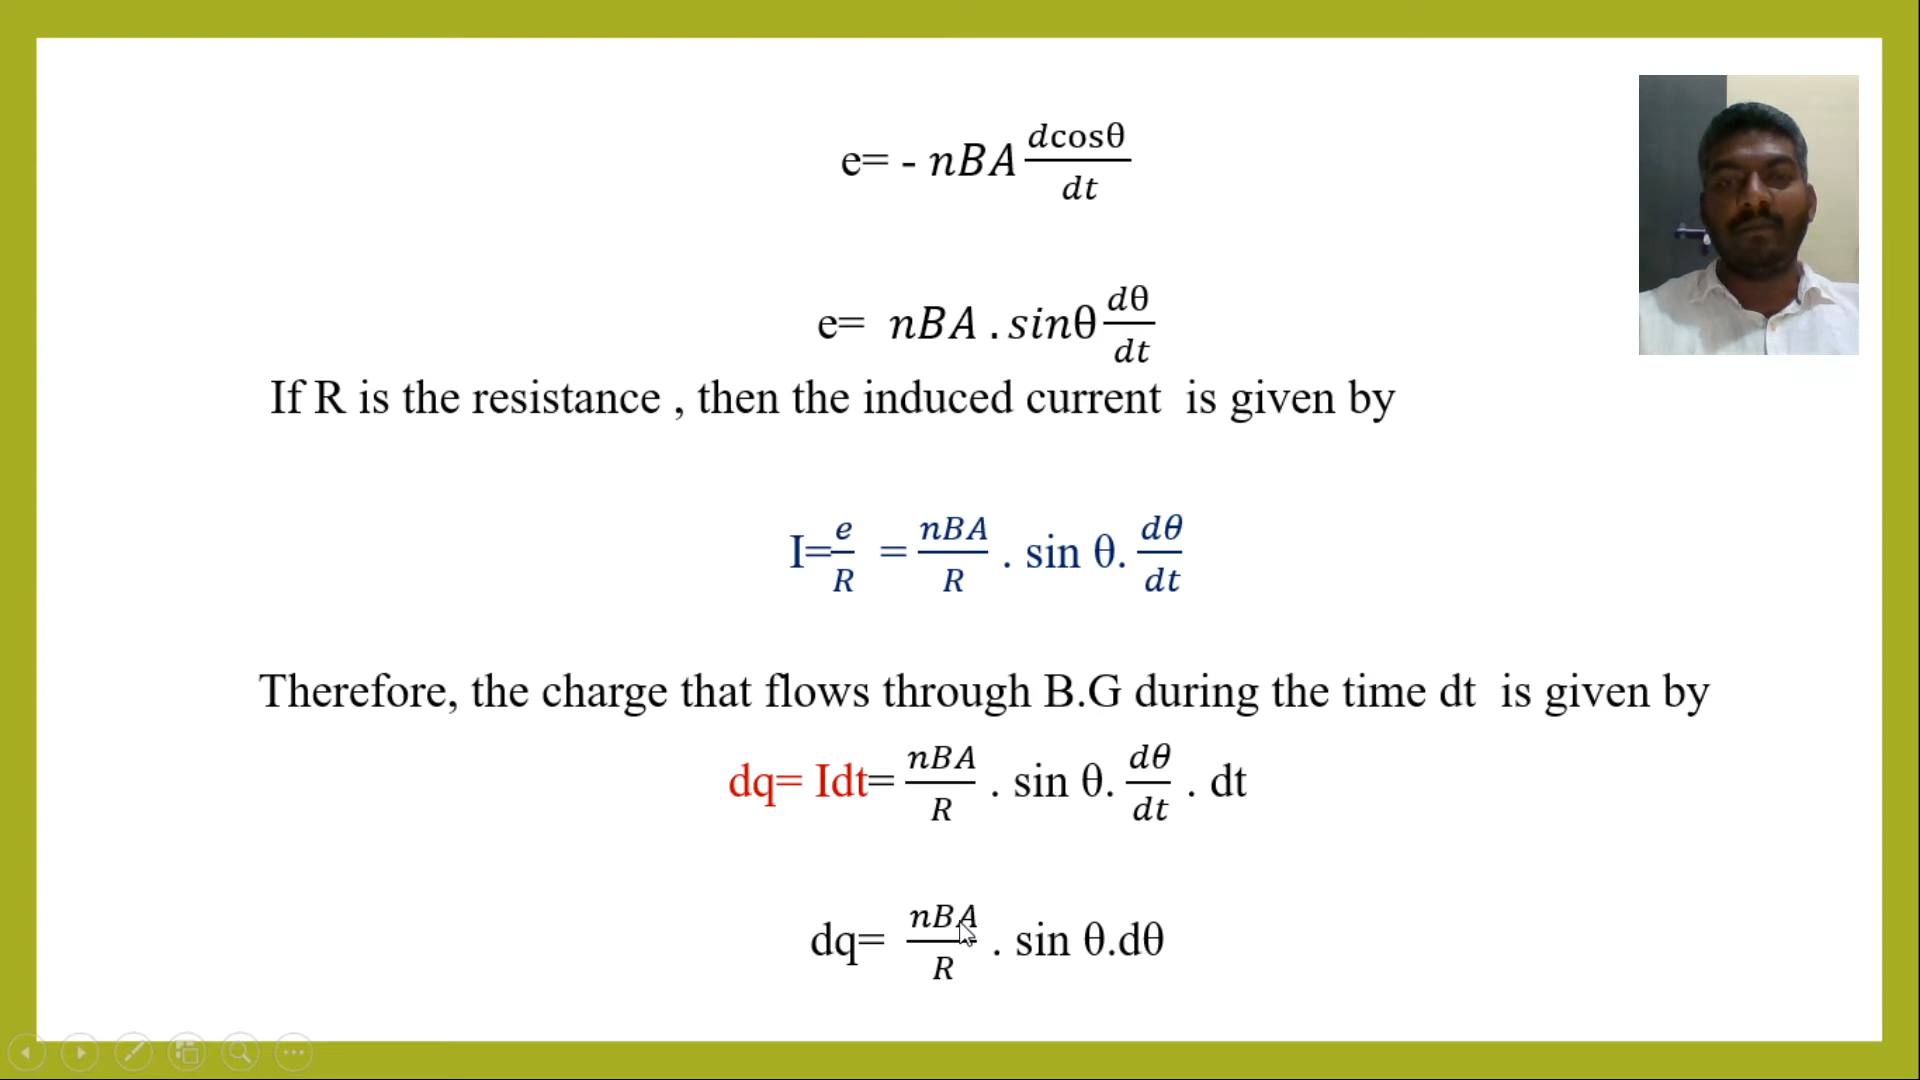 e= - nBA dcosθ/dt
e= nBA . sinθ dθ/dt
If R is the resistance , then the induced current is given by
I= e/R = nBA/R . sin θ. dθ/dt
Therefore, the charge that flows through B.G during the time dt is given by
dq= Idt= nBA/R . sin θ. dθ/dt . dt
dq= nBA/R . sin θ.dθ